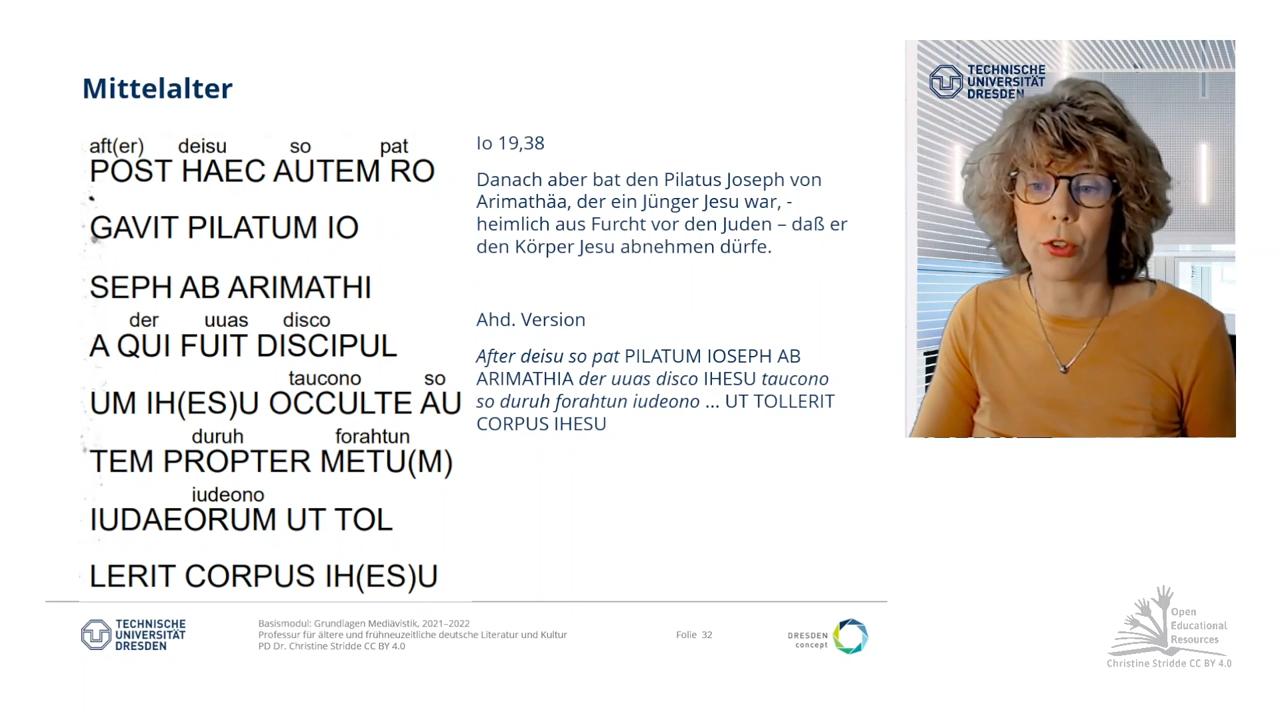 Mittelalter
aft(er) deisu so pat
POST HAEC AUTEM RO
GAVIT PILATUM IO
SEPH AB ARIMATHI
der uuas disco
A QUI FUIT DISCIPUL
taucono so
UM IH(ES)U OCCULTE AU
duruh forahtun
TEM PROPTER METU(M)
iudeono
IUDAEORUM UT TOL
LERIT CORPUS IH(ES)U
Io 19,38
Danach aber bat den Pilatus Joseph von
Arimathäa, der ein Jünger Jesu war, -
heimlich aus Furcht vor den Juden – daß er
den Körper Jesu abnehmen dürfe.
Ahd. Version
After deisu so pat PILATUM IOSEPH AB
ARIMATHIA der uuas disco IHESU taucono
so duruh forahtun iudeono ... UT TOLLERIT
CORPUS IHESU
TECHNISCHE
UNIVERSITÄT
DRESDEN
TECHNISCHE
UNIVERSITÄT
DRESDEN
Basismodul: Grundlagen Mediävistik, 2021–2022
Professur für ältere und frühneuzeitliche deutsche Literatur und Kultur
PD Dr. Christine Stridde CC BY 4.0
Folie 32
DRESDEN
concept
Open
Educational
Resources
Christine Stridde CC BY 4.0